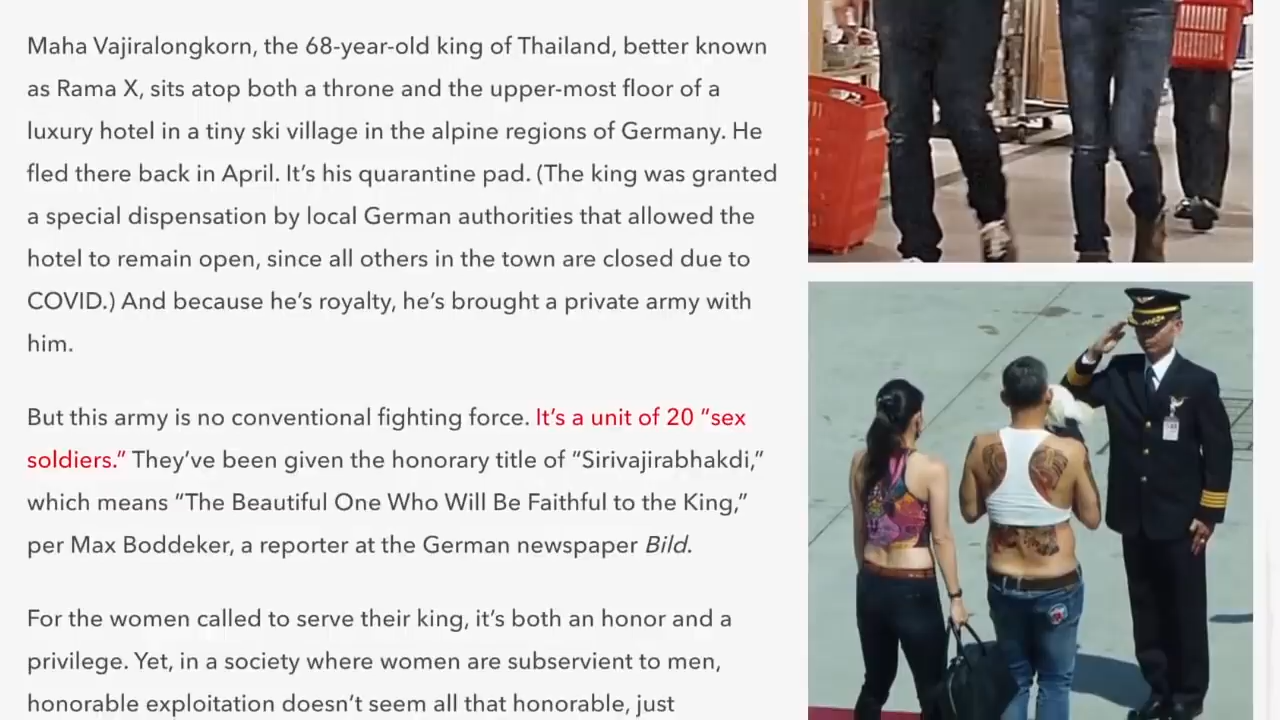 Maha Vajiralongkorn, the 68-year-old king of Thailand, better known
as Rama X, sits atop both a throne and the upper-most floor of a
luxury hotel in a tiny ski village in the alpine regions of Germany. He
fled there back in April. It’s his quarantine pad. (The king was granted
a special dispensation by local German authorities that allowed the
hotel to remain open, since all others in the town are closed due to
COVID.) And because he’s royalty, he’s brought a private army with
him.
But this army is no conventional fighting force. It’s a unit of 20 “sex
soldiers.” They’ve been given the honorary title of “Sirivajirabhakdi,”
which means “The Beautiful One Who Will Be Faithful to the King,”
per Max Boddeker, a reporter at the German newspaper Bild.
For the women called to serve their king, it’s both an honor and a
privilege. Yet, in a society where women are subservient to men,
honorable exploitation doesn’t seem all that honorable, just